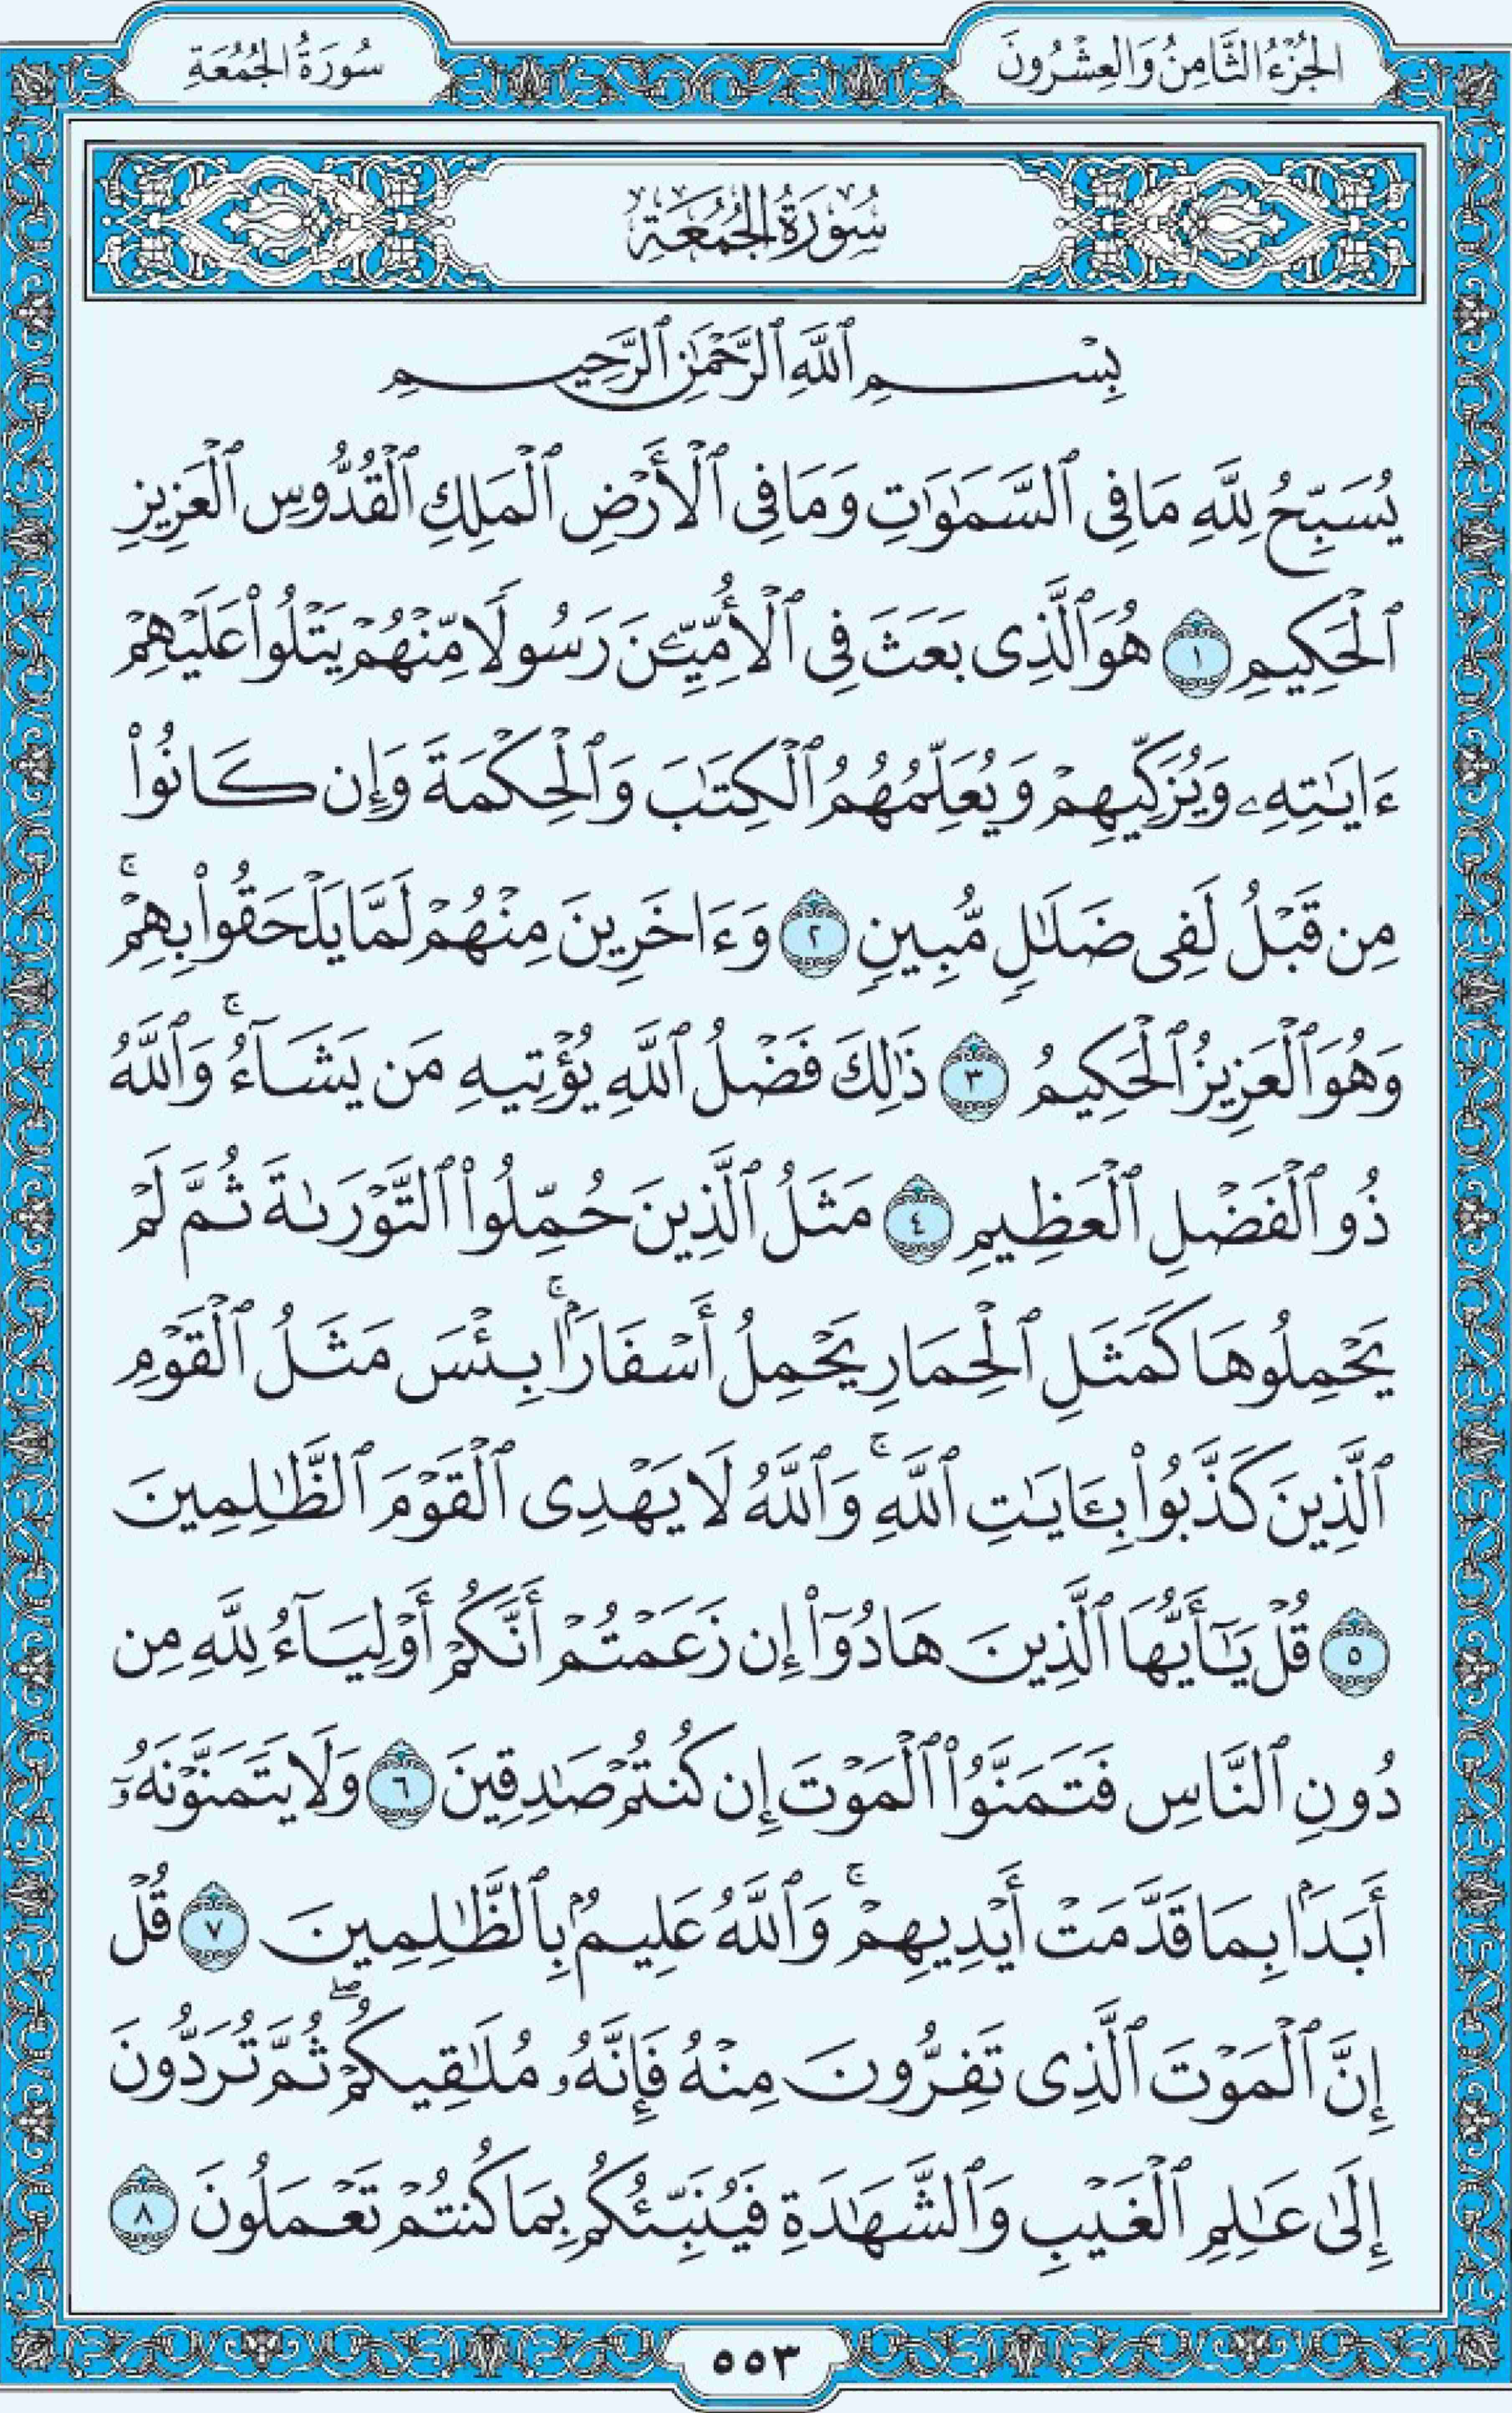 الجُزْءُ الثَّامِنُ وَالعِشْرُونَ
سُورَةُ الجُمُعَةِ
سُورَةُ الجُمُعَةِ
بِسْمِ ٱللَّهِ ٱلرَّحْمَٰنِ ٱلرَّحِيمِ
يُسَبِّحُ لِلَّهِ مَا فِى ٱلسَّمَٰوَٰتِ وَمَا فِى ٱلْأَرْضِ ٱلْمَلِكِ ٱلْقُدُّوسِ ٱلْعَزِيزِ
ٱلْحَكِيمِ ١ هُوَ ٱلَّذِى بَعَثَ فِى ٱلْأُمِّيِّـۧنَ رَسُولًا مِّنْهُمْ يَتْلُوا۟ عَلَيْهِمْ
ءَايَٰتِهِۦ وَيُزَكِّيهِمْ وَيُعَلِّمُهُمُ ٱلْكِتَٰبَ وَٱلْحِكْمَةَ وَإِن كَانُوا۟
مِن قَبْلُ لَفِى ضَلَٰلٍ مُّبِينٍ ٢ وَءَاخَرِينَ مِنْهُمْ لَمَّا يَلْحَقُوا۟ بِهِمْ ۚ
وَهُوَ ٱلْعَزِيزُ ٱلْحَكِيمُ ٣ ذَٰلِكَ فَضْلُ ٱللَّهِ يُؤْتِيهِ مَن يَشَآءُ ۚ وَٱللَّهُ
ذُو ٱلْفَضْلِ ٱلْعَظِيمِ ٤ مَثَلُ ٱلَّذِينَ حُمِّلُوا۟ ٱلتَّوْرَىٰةَ ثُمَّ لَمْ
يَحْمِلُوهَا كَمَثَلِ ٱلْحِمَارِ يَحْمِلُ أَسْفَارًۢا ۚ بِئْسَ مَثَلُ ٱلْقَوْمِ
ٱلَّذِينَ كَذَّبُوا۟ بِـَٔايَٰتِ ٱللَّهِ ۚ وَٱللَّهُ لَا يَهْدِى ٱلْقَوْمَ ٱلظَّٰلِمِينَ
٥ قُلْ يَٰٓأَيُّهَا ٱلَّذِينَ هَادُوٓا۟ إِن زَعَمْتُمْ أَنَّكُمْ أَوْلِيَآءُ لِلَّهِ مِن
دُونِ ٱلنَّاسِ فَتَمَنَّوُا۟ ٱلْمَوْتَ إِن كُنتُمْ صَٰدِقِينَ ٦ وَلَا يَتَمَنَّوْنَهُۥٓ
أَبَدًۢا بِمَا قَدَّمَتْ أَيْدِيهِمْ ۚ وَٱللَّهُ عَلِيمٌۢ بِٱلظَّٰلِمِينَ ٧ قُلْ
إِنَّ ٱلْمَوْتَ ٱلَّذِى تَفِرُّونَ مِنْهُ فَإِنَّهُۥ مُلَٰقِيكُمْ ۖ ثُمَّ تُرَدُّونَ
إِلَىٰ عَٰلِمِ ٱلْغَيْبِ وَٱلشَّهَٰدَةِ فَيُنَبِّئُكُم بِمَا كُنتُمْ تَعْمَلُونَ ٨
٥٥٣